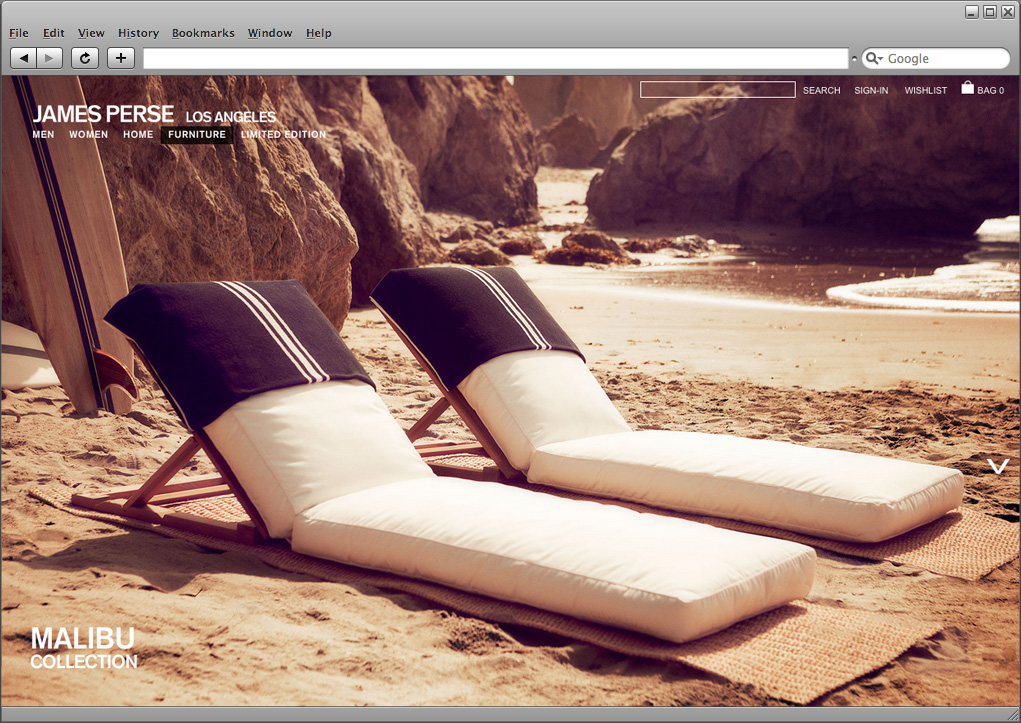 File Edit View History Bookmarks Window Help
Google
SEARCH SIGN-IN WISHLIST BAG 0
JAMES PERSE LOS ANGELES
MEN WOMEN HOME FURNITURE LIMITED EDITION
MALIBU
COLLECTION